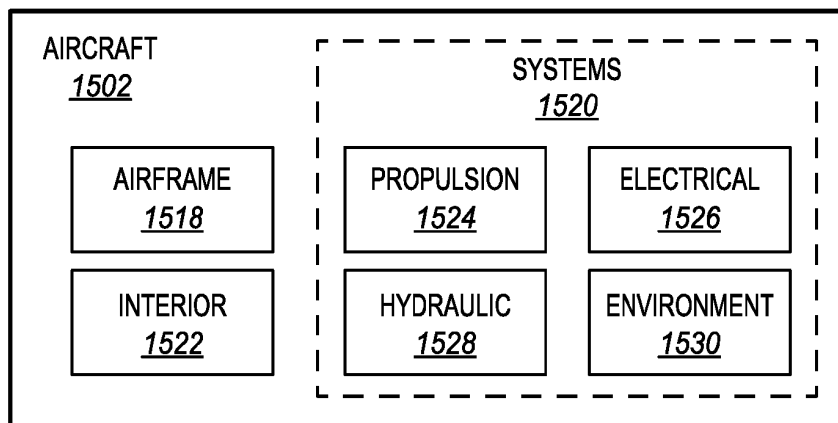 AIRCRAFT
1502
SYSTEMS
1520
AIRFRAME
1518
PROPULSION
1524
ELECTRICAL
1526
INTERIOR
1522
HYDRAULIC
1528
ENVIRONMENT
1530